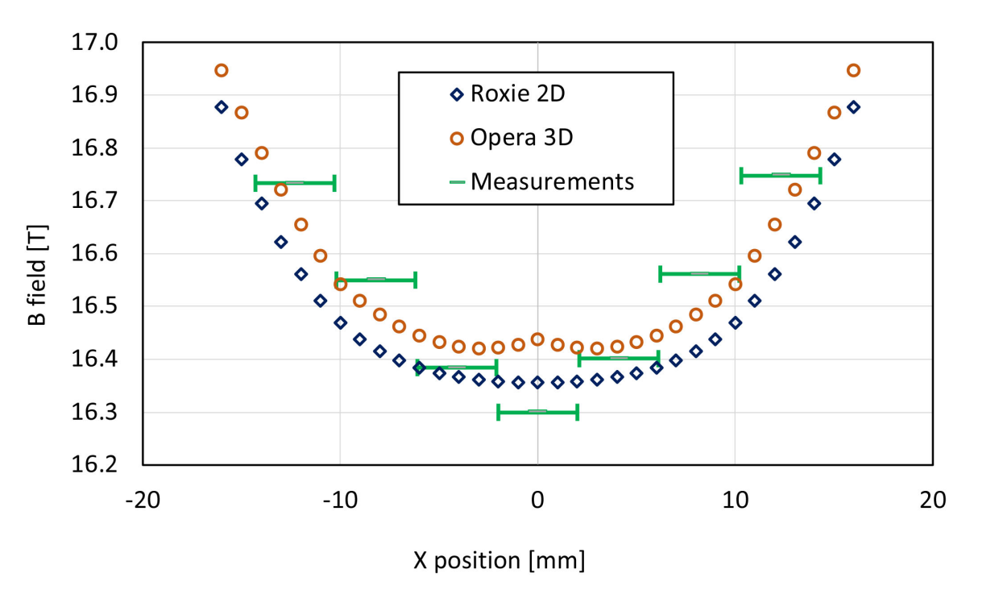 17.0
16.9
16.8
16.7
16.6
16.5
16.4
16.3
16.2
B field [T]
Roxie 2D
Opera 3D
Measurements
-20 -10 0 10 20
X position [mm]